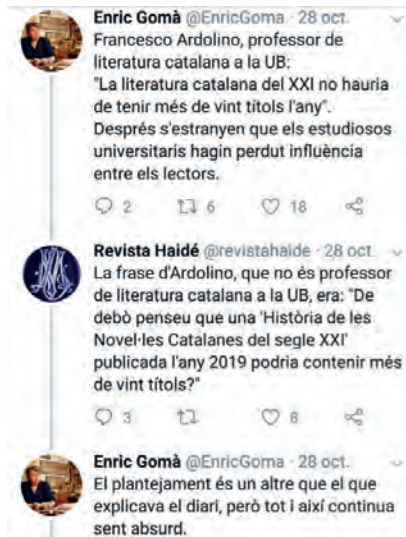 Enric Gomà @EnricGoma · 28 oct.
Francesco Ardolino, professor de
literatura catalana a la UB:
"La literatura catalana del XXI no hauria
de tenir més de vint títols l'any".
Després s'estranyen que els estudiosos
universitaris hagin perdut influència
entre els lectors.
2 6 18
Revista Haidé @revistahaide · 28 oct.
La frase d'Ardolino, que no és professor
de literatura catalana a la UB, era: "De
debò penseu que una 'Història de les
Novel·les Catalanes del segle XXI'
publicada l'any 2019 podria contenir més
de vint títols?"
3 8
Enric Gomà @EnricGoma · 28 oct.
El plantejament és un altre que el que
explicava el diari, però tot i així continua
sent absurd.